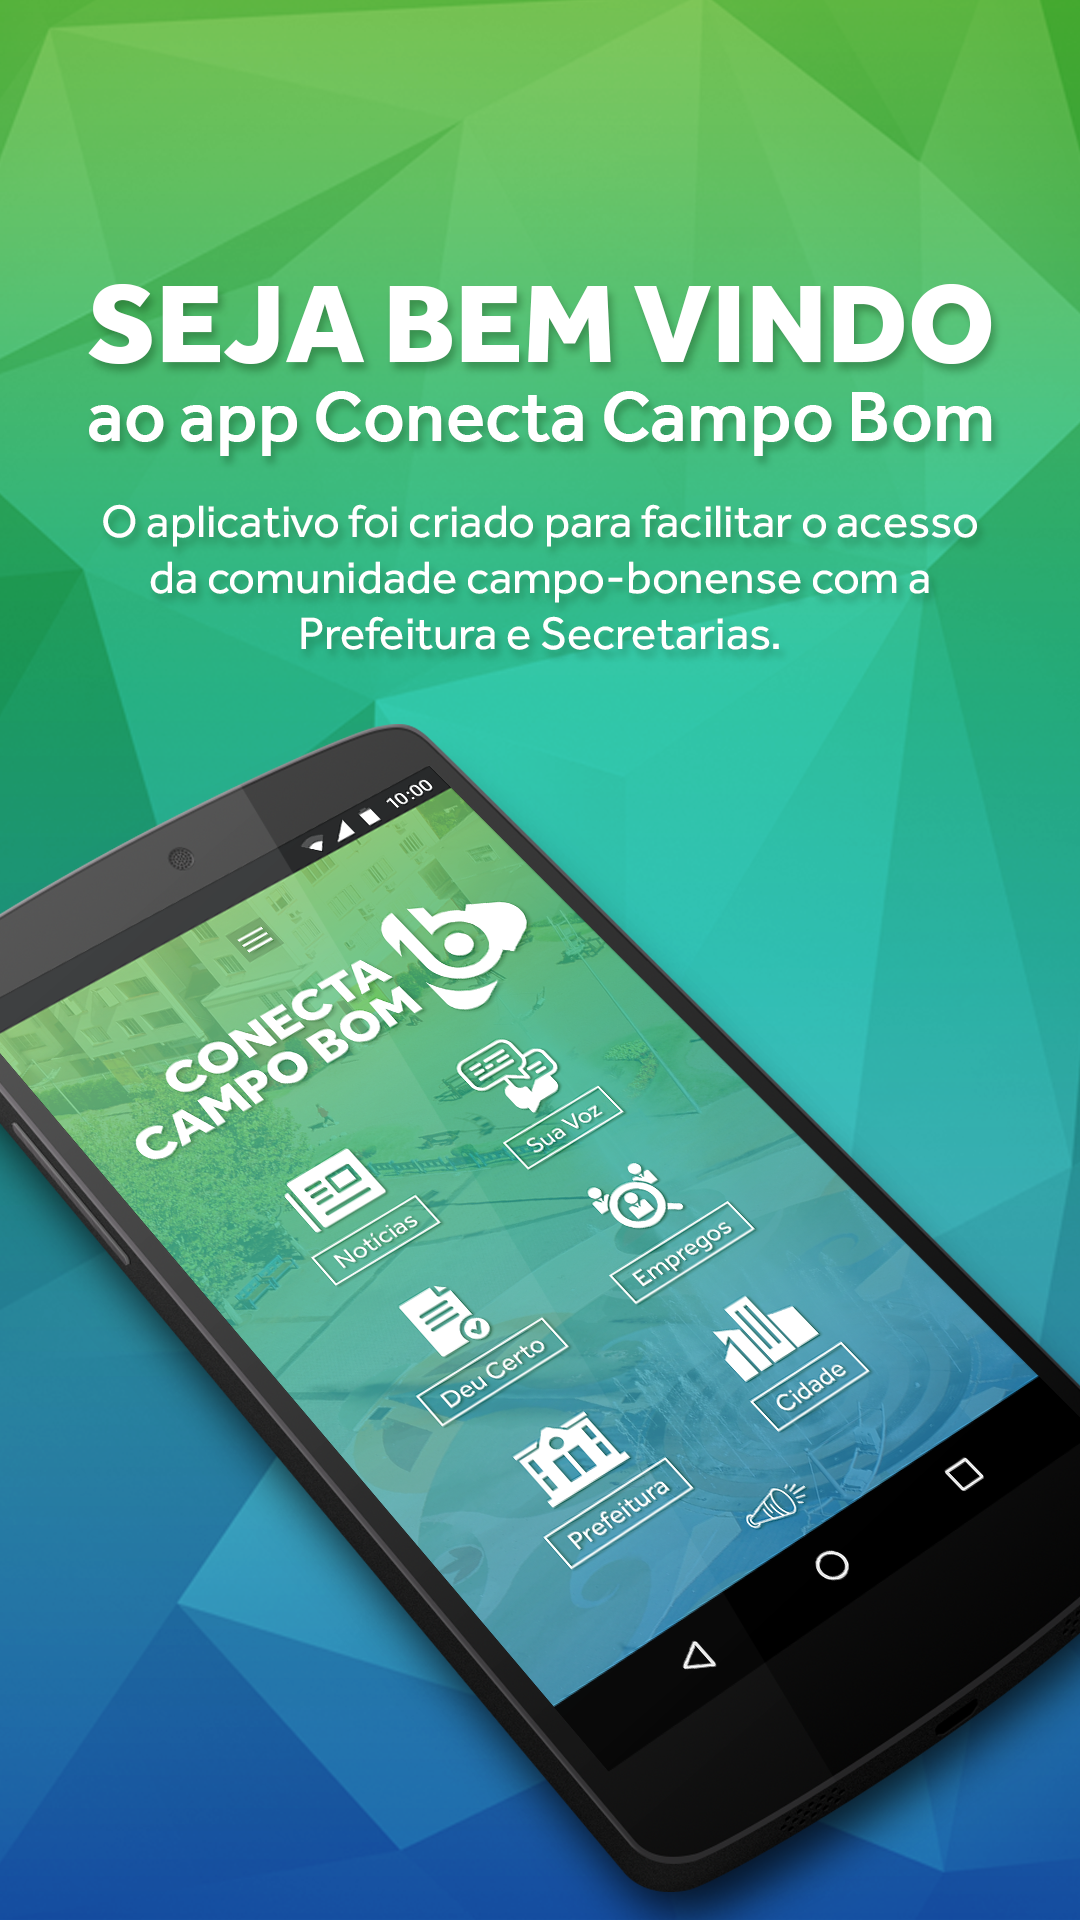 SEJA BEM VINDO
ao app Conecta Campo Bom
O aplicativo foi criado para facilitar o acesso
da comunidade campo-bonense com a
Prefeitura e Secretarias.
10:00
CONECTA
CAMPO BOM
Sua Voz
Notícias
Empregos
Deu Certo
Cidade
Prefeitura